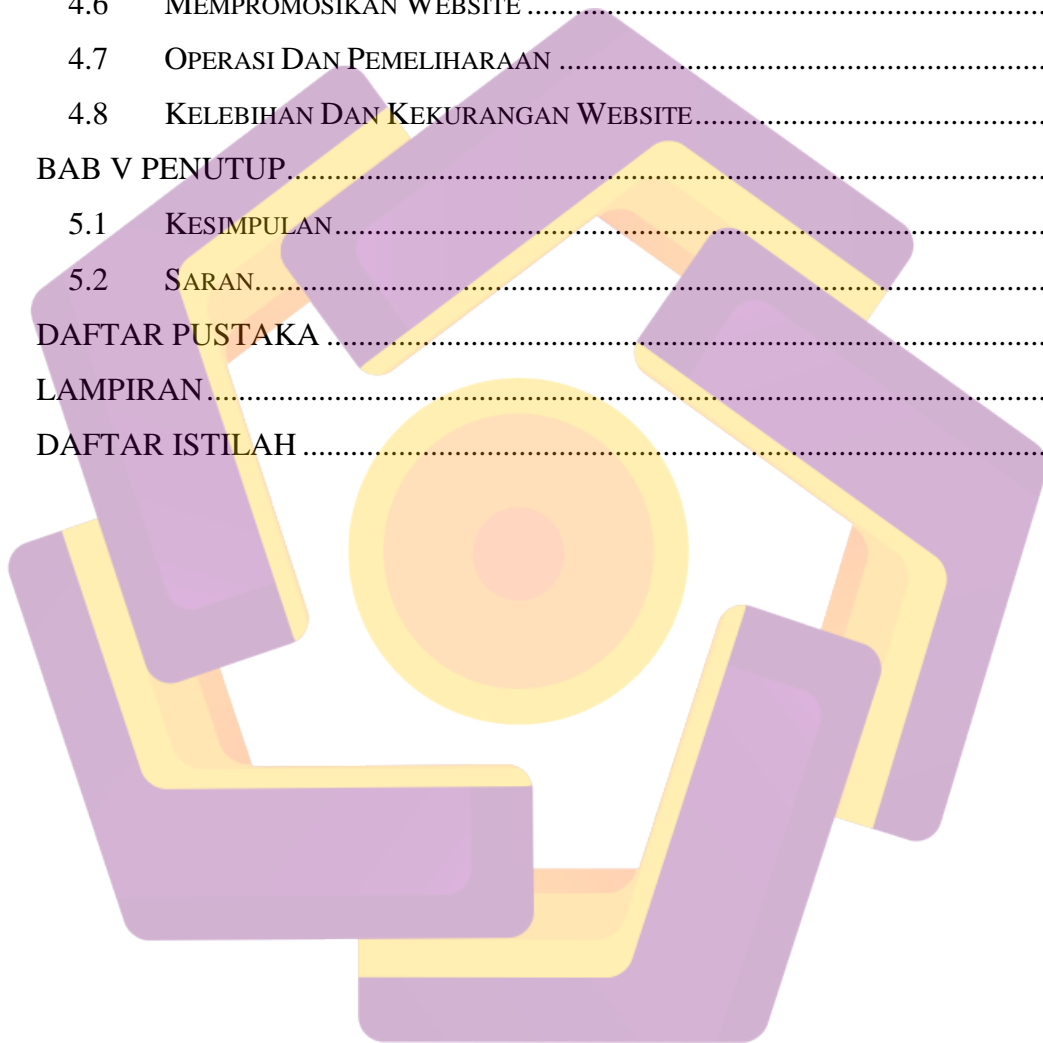 4.6 MEMPROMOSIKAN WEBSITE ................................................................
4.7 OPERASI DAN PEMELIHARAAN ............................................................
4.8 KELEBIHAN DAN KEKURANGAN WEBSITE...........................................
BAB V PENUTUP................................................................................................
5.1 KESIMPULAN.........................................................................................
5.2 SARAN...................................................................................................
DAFTAR PUSTAKA ...........................................................................................
LAMPIRAN.........................................................................................................
DAFTAR ISTILAH ..............................................................................................